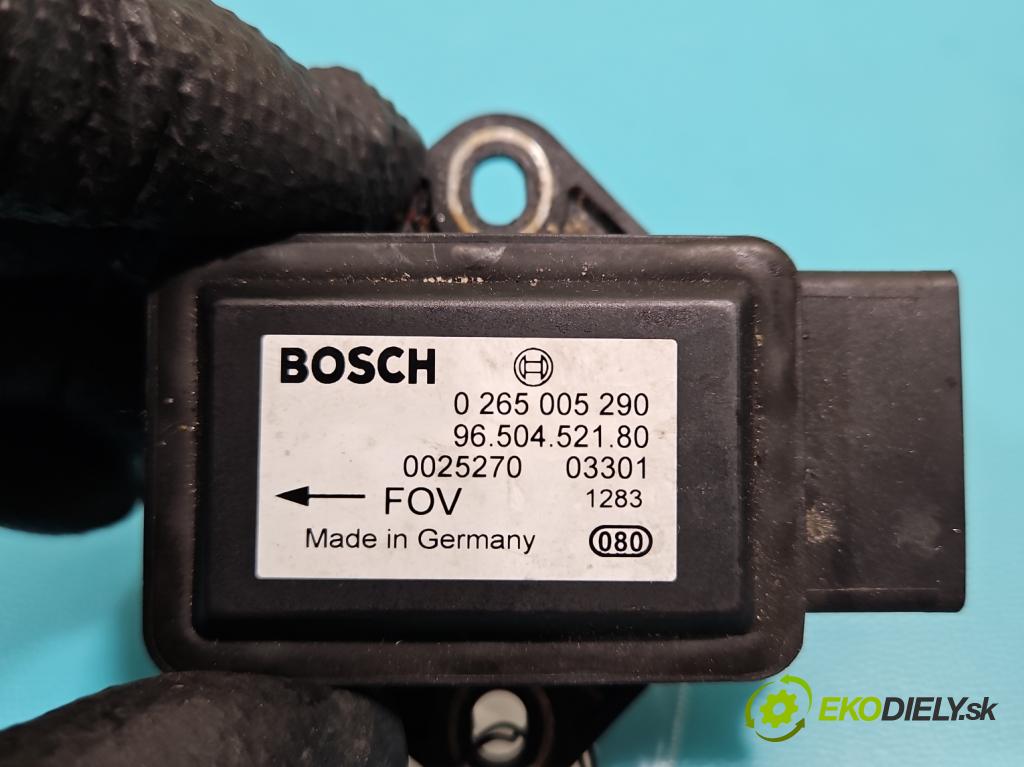 BOSCH
0 265 005 290
96.504.521.80
0025270 03301
FOV 1283
Made in Germany 080
EKODIELY.sk